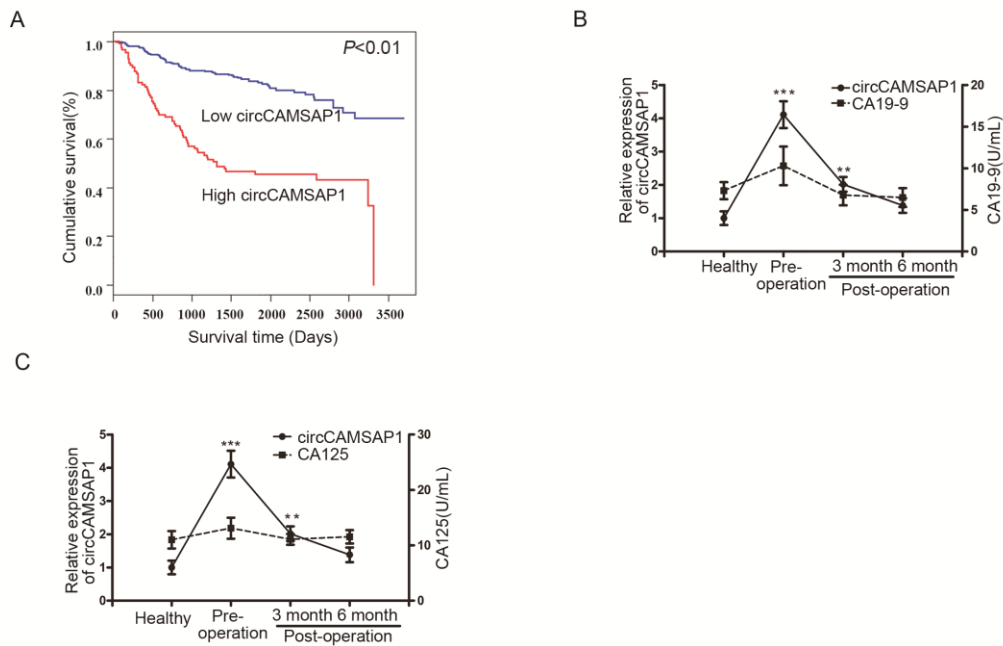 A
P<0.01
Cumulative survival(%)
1.0
0.8
0.6
0.4
0.2
0.0
Low circCAMSAP1
High circCAMSAP1
0 500 1000 1500 2000 2500 3000 3500
Survival time (Days)
B
Relative expression
of circCAMSAP1
5
4
3
2
1
0
***
**
circCAMSAP1
CA19-9
20
15
10
5
0
CA19-9(U/mL)
Healthy
Pre-
operation
3 month 6 month
Post-operation
C
Relative expression
of circCAMSAP1
5
4
3
2
1
0
***
**
circCAMSAP1
CA125
30
20
10
0
CA125(U/mL)
Healthy
Pre-
operation
3 month 6 month
Post-operation